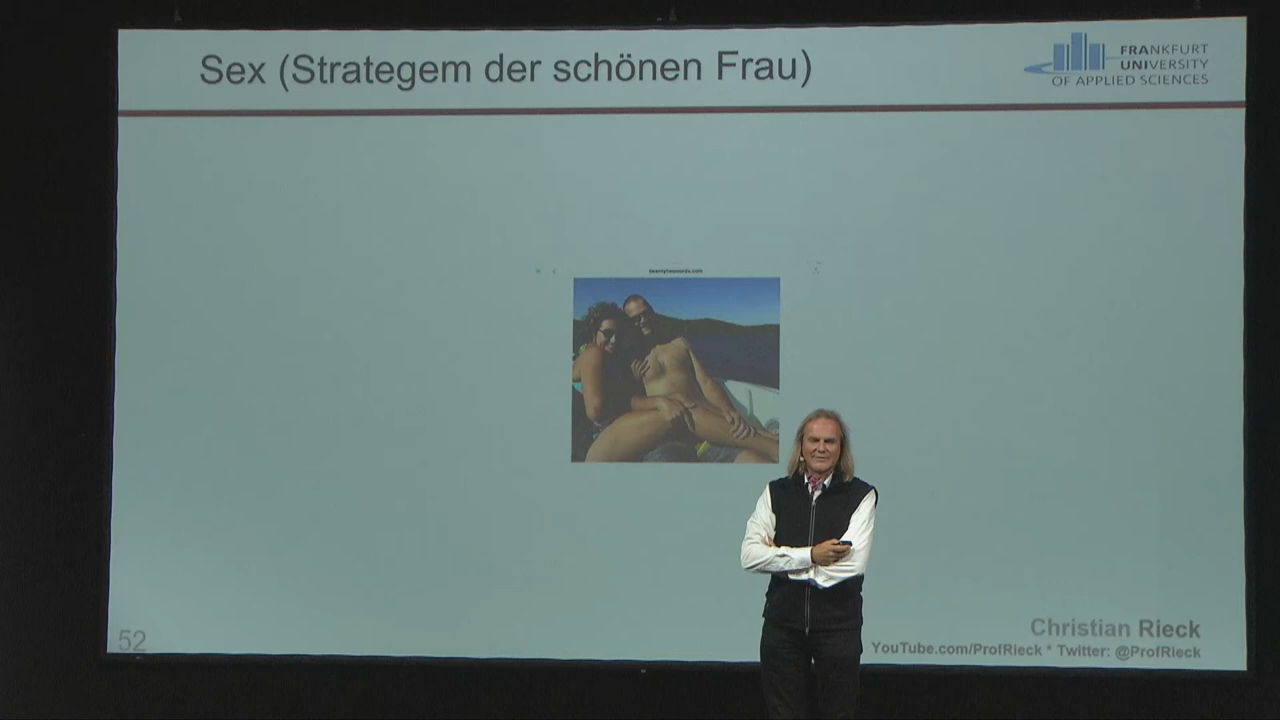 Sex (Strategem der schönen Frau)
FRANKFURT
UNIVERSITY
OF APPLIED SCIENCES
52
Christian Rieck
YouTube.com/ProfRieck * Twitter: @ProfRieck